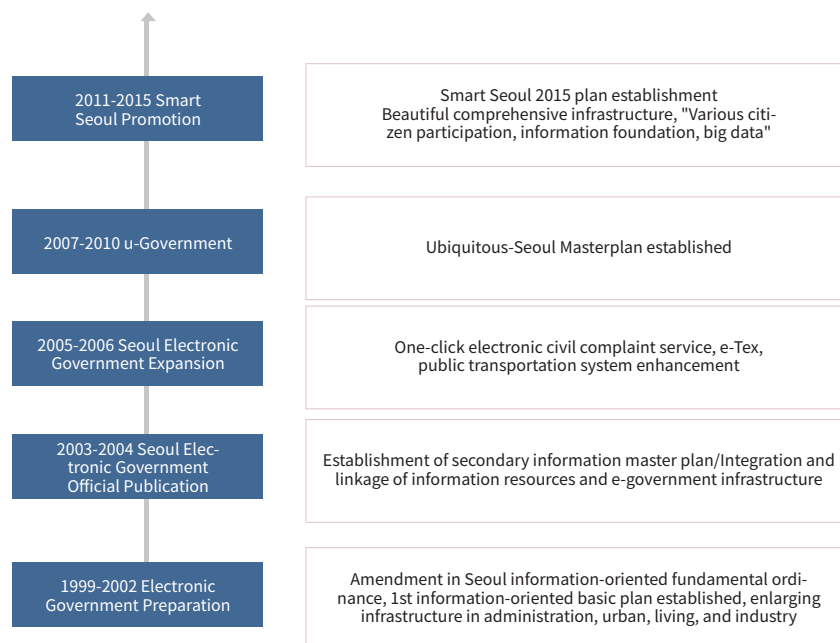 2011-2015 Smart
Seoul Promotion
Smart Seoul 2015 plan establishment
Beautiful comprehensive infrastructure, "Various citi-
zen participation, information foundation, big data"
2007-2010 u-Government
Ubiquitous-Seoul Masterplan established
2005-2006 Seoul Electronic
Government Expansion
One-click electronic civil complaint service, e-Tex,
public transportation system enhancement
2003-2004 Seoul Elec-
tronic Government
Official Publication
Establishment of secondary information master plan/Integration and
linkage of information resources and e-government infrastructure
1999-2002 Electronic
Government Preparation
Amendment in Seoul information-oriented fundamental ordi-
nance, 1st information-oriented basic plan established, enlarging
infrastructure in administration, urban, living, and industry